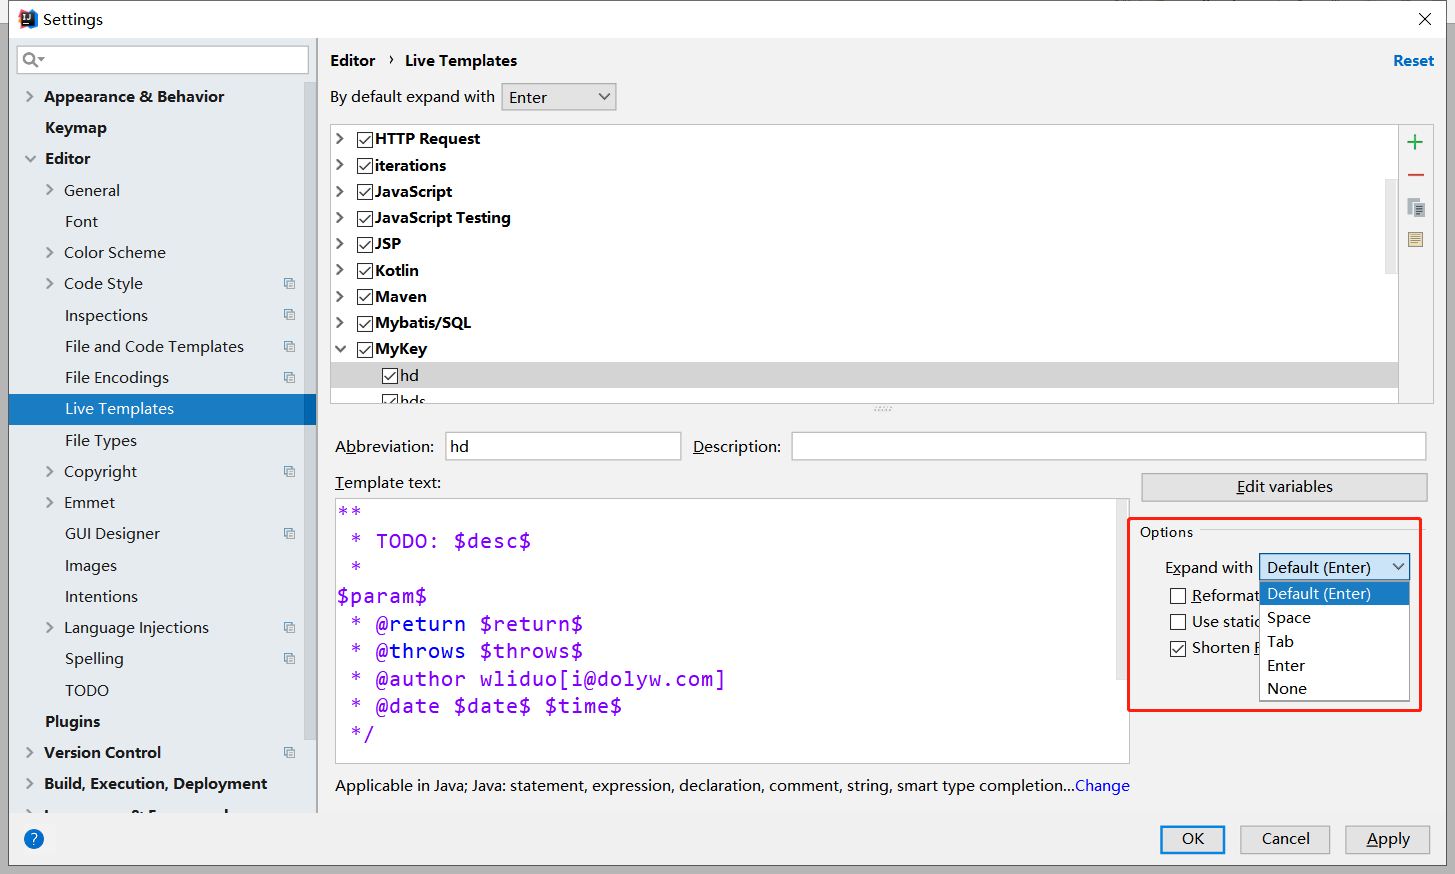 Settings
Editor › Live Templates
Reset
By default expand with Enter
Appearance & Behavior
Keymap
Editor
General
Font
Color Scheme
Code Style
Inspections
File and Code Templates
File Encodings
Live Templates
File Types
Copyright
Emmet
GUI Designer
Images
Intentions
Language Injections
Spelling
TODO
Plugins
Version Control
Build, Execution, Deployment
HTTP Request
iterations
JavaScript
JavaScript Testing
JSP
Kotlin
Maven
Mybatis/SQL
MyKey
hd
hds
Abbreviation: hd Description:
Template text:
Edit variables
**
* TODO: $desc$
*
$param$
* @return $return$
* @throws $throws$
* @author wliduo[i@dolyw.com]
* @date $date$ $time$
*/
Options
Expand with Default (Enter)
Default (Enter)
Reformat
Space
Use static
Tab
Shorten
Enter
None
Applicable in Java; Java: statement, expression, declaration, comment, string, smart type completion...Change
? OK Cancel Apply